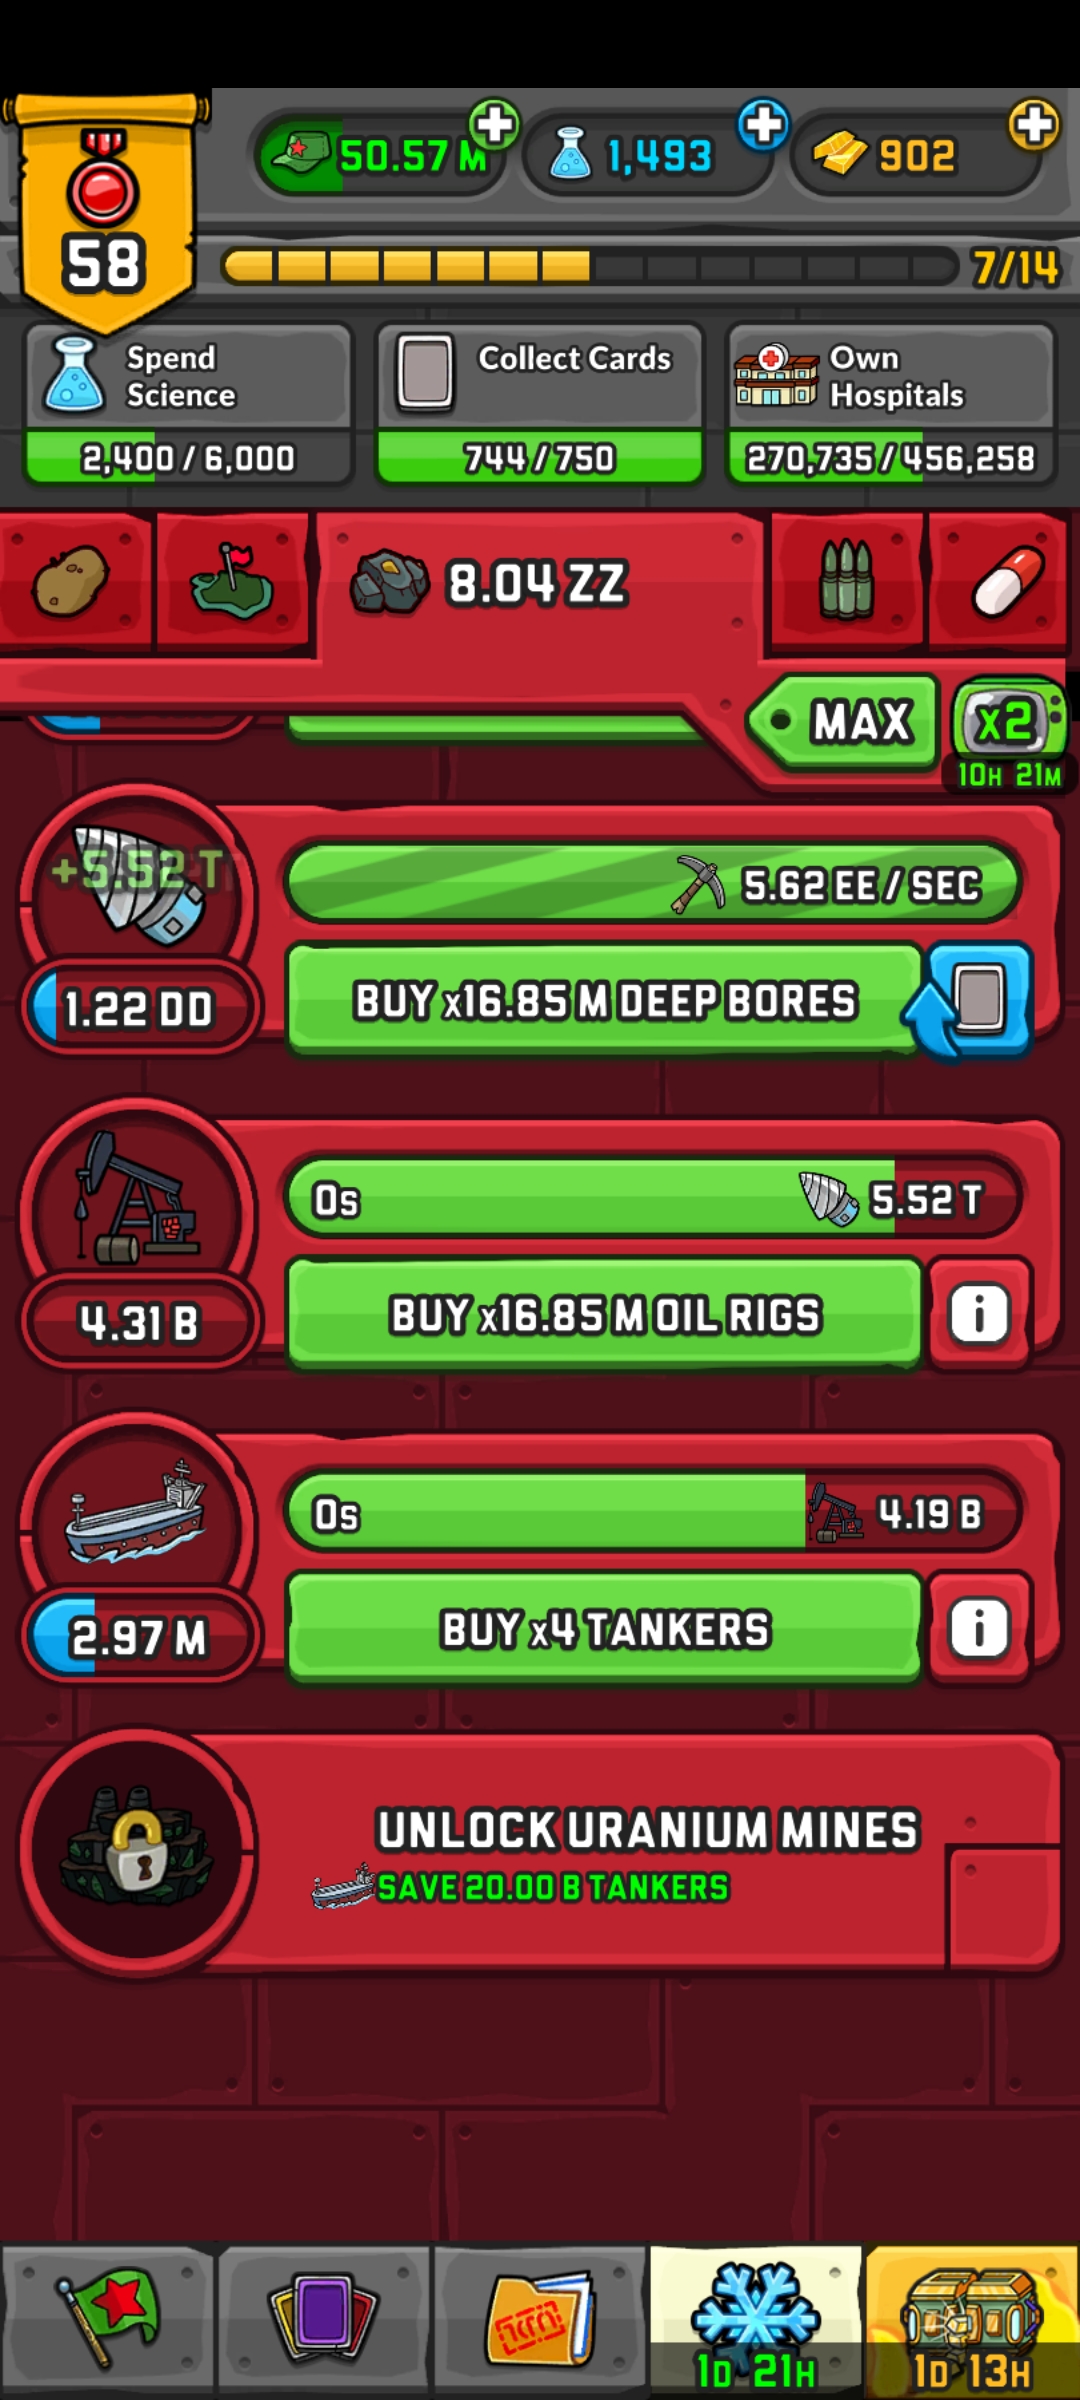 50.57 M
1,493
902
58
7/14
Spend
Science
2,400 / 6,000
Collect Cards
744 / 750
Own
Hospitals
270,735 / 456,258
8.04 ZZ
MAX
X2
10H 21M
+5.52 T
5.62 EE / SEC
1.22 DD
BUY x16.85 M DEEP BORES
0s
5.52 T
4.31 B
BUY x16.85 M OIL RIGS
i
0s
4.19 B
2.97 M
BUY x4 TANKERS
i
UNLOCK URANIUM MINES
SAVE 20.00 B TANKERS
1D 21H
1D 13H